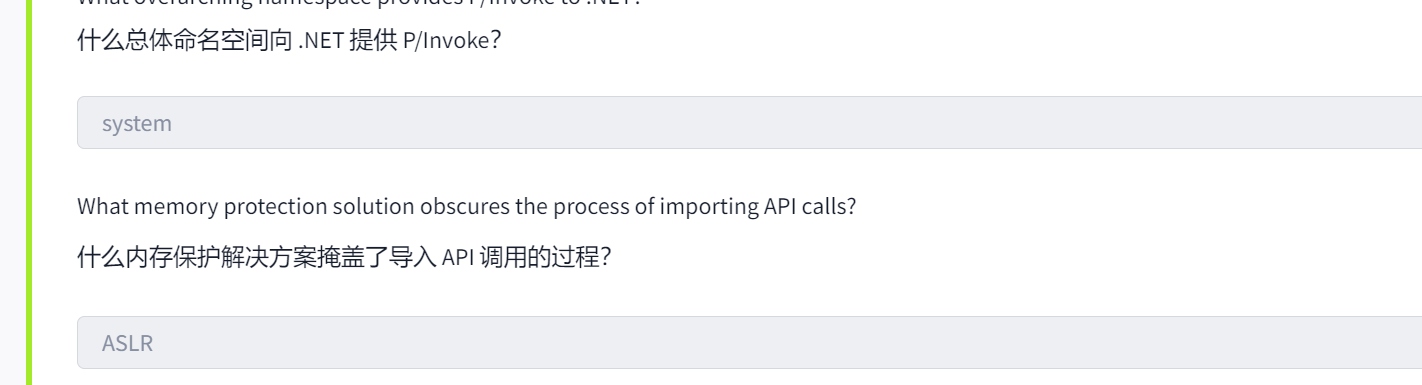 What overarching namespace provides P/Invoke to .NET?
什么总体命名空间向 .NET 提供 P/Invoke？
system
What memory protection solution obscures the process of importing API calls?
什么内存保护解决方案掩盖了导入 API 调用的过程？
ASLR